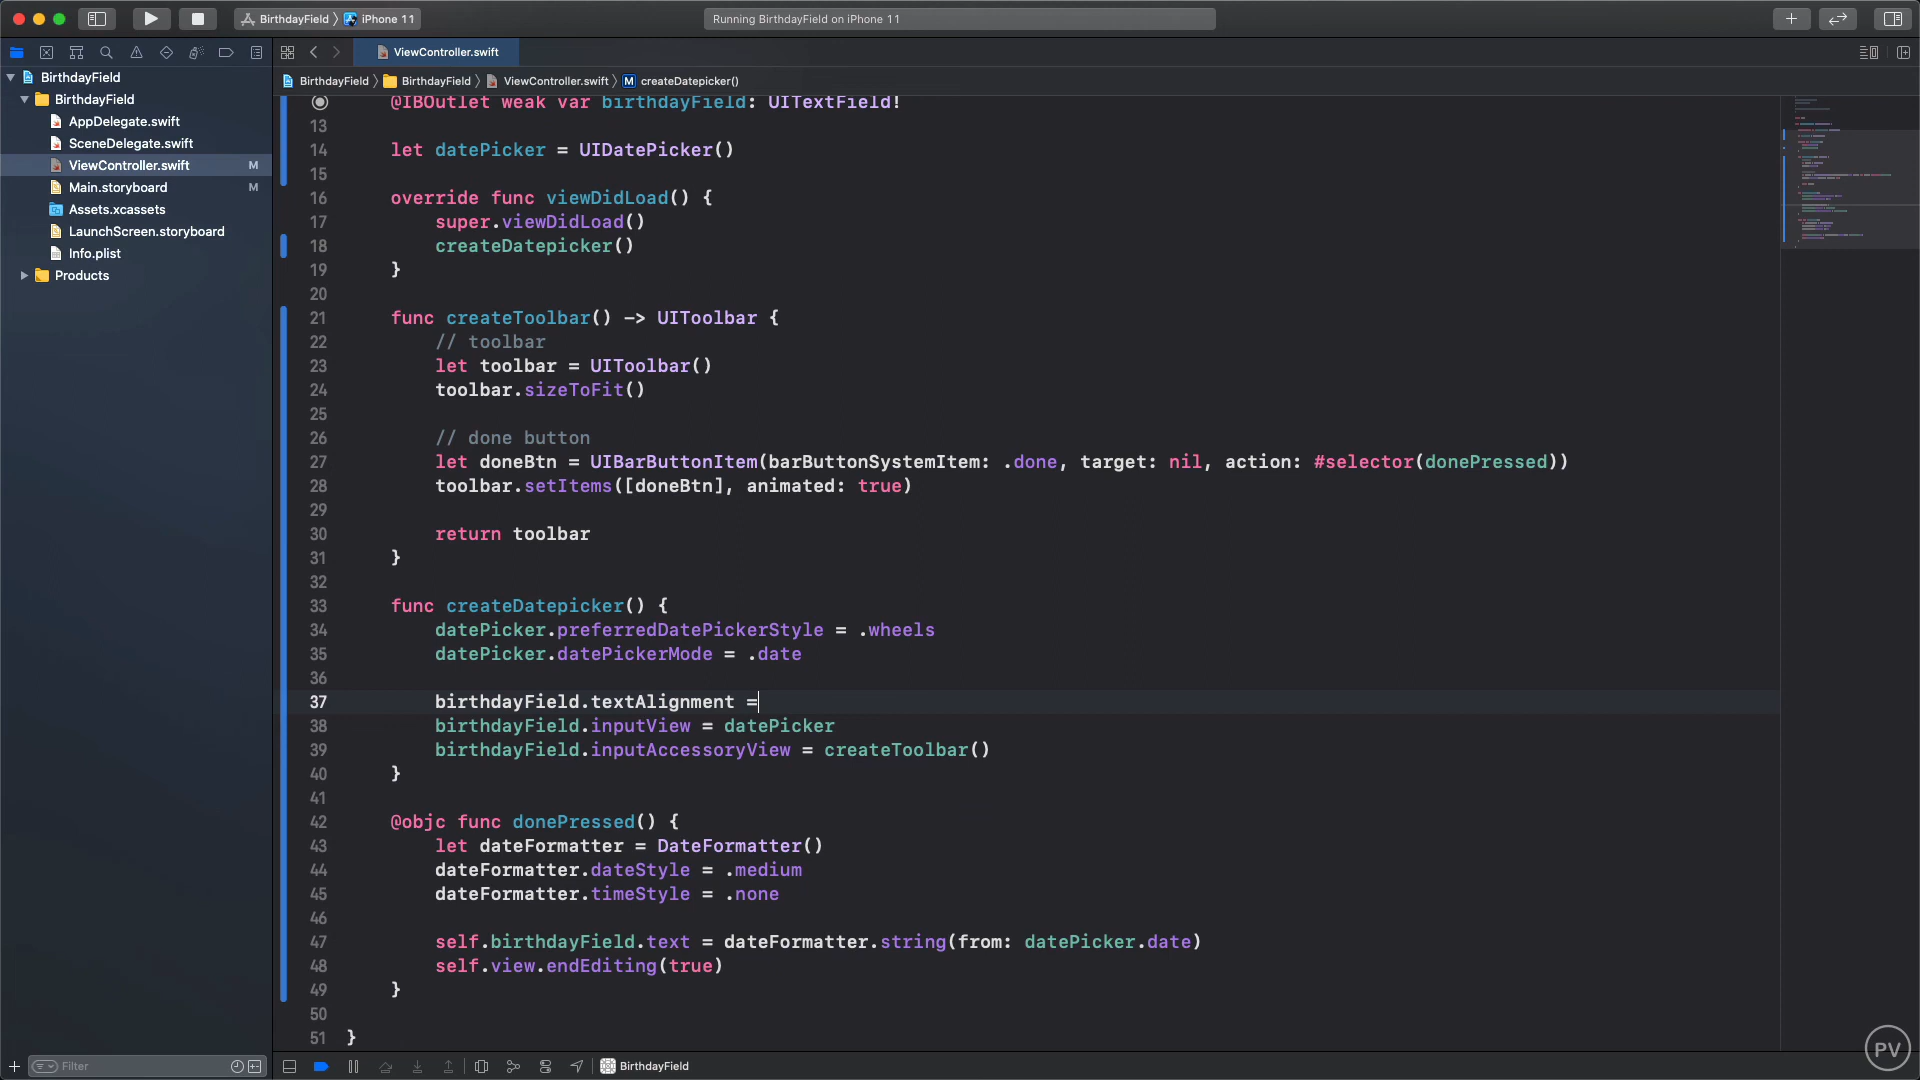 BirthdayField 〉 iPhone 11
Running BirthdayField on iPhone 11
ViewController.swift
BirthdayField 〉 BirthdayField 〉 ViewController.swift 〉 M createDatepicker()
BirthdayField
BirthdayField
AppDelegate.swift
SceneDelegate.swift
ViewController.swift M
Main.storyboard M
Assets.xcassets
LaunchScreen.storyboard
Info.plist
Products
@IBOutlet weak var birthdayField: UITextField!
13
14 let datePicker = UIDatePicker()
15
16 override func viewDidLoad() {
17 super.viewDidLoad()
18 createDatepicker()
19 }
20
21 func createToolbar() -> UIToolbar {
22 // toolbar
23 let toolbar = UIToolbar()
24 toolbar.sizeToFit()
25
26 // done button
27 let doneBtn = UIBarButtonItem(barButtonSystemItem: .done, target: nil, action: #selector(donePressed))
28 toolbar.setItems([doneBtn], animated: true)
29
30 return toolbar
31 }
32
33 func createDatepicker() {
34 datePicker.preferredDatePickerStyle = .wheels
35 datePicker.datePickerMode = .date
36
37 birthdayField.textAlignment =
38 birthdayField.inputView = datePicker
39 birthdayField.inputAccessoryView = createToolbar()
40 }
41
42 @objc func donePressed() {
43 let dateFormatter = DateFormatter()
44 dateFormatter.dateStyle = .medium
45 dateFormatter.timeStyle = .none
46
47 self.birthdayField.text = dateFormatter.string(from: datePicker.date)
48 self.view.endEditing(true)
49 }
50
51 }
Filter
BirthdayField
PV